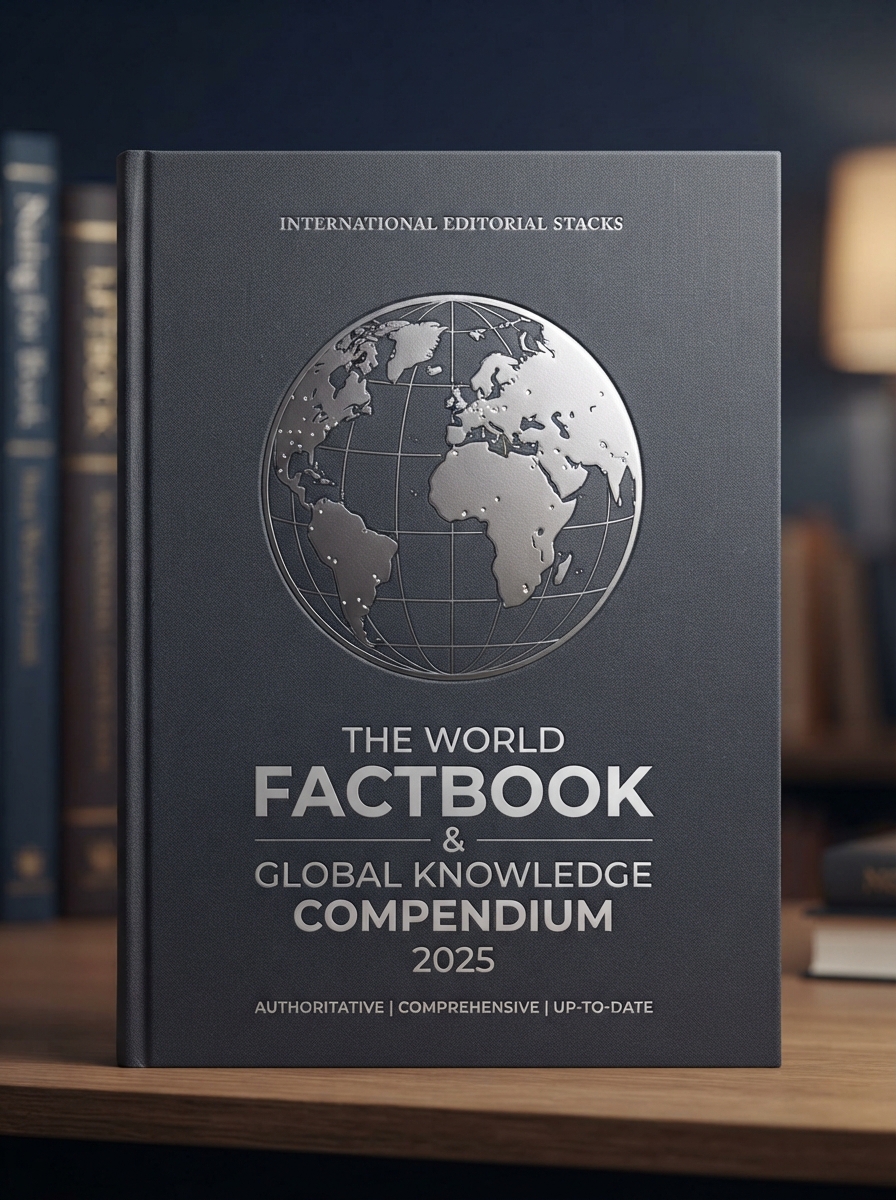 INTERNATIONAL EDITORIAL STACKS
THE WORLD
FACTBOOK
&
GLOBAL KNOWLEDGE
COMPENDIUM
2025
AUTHORITATIVE | COMPREHENSIVE | UP-TO-DATE